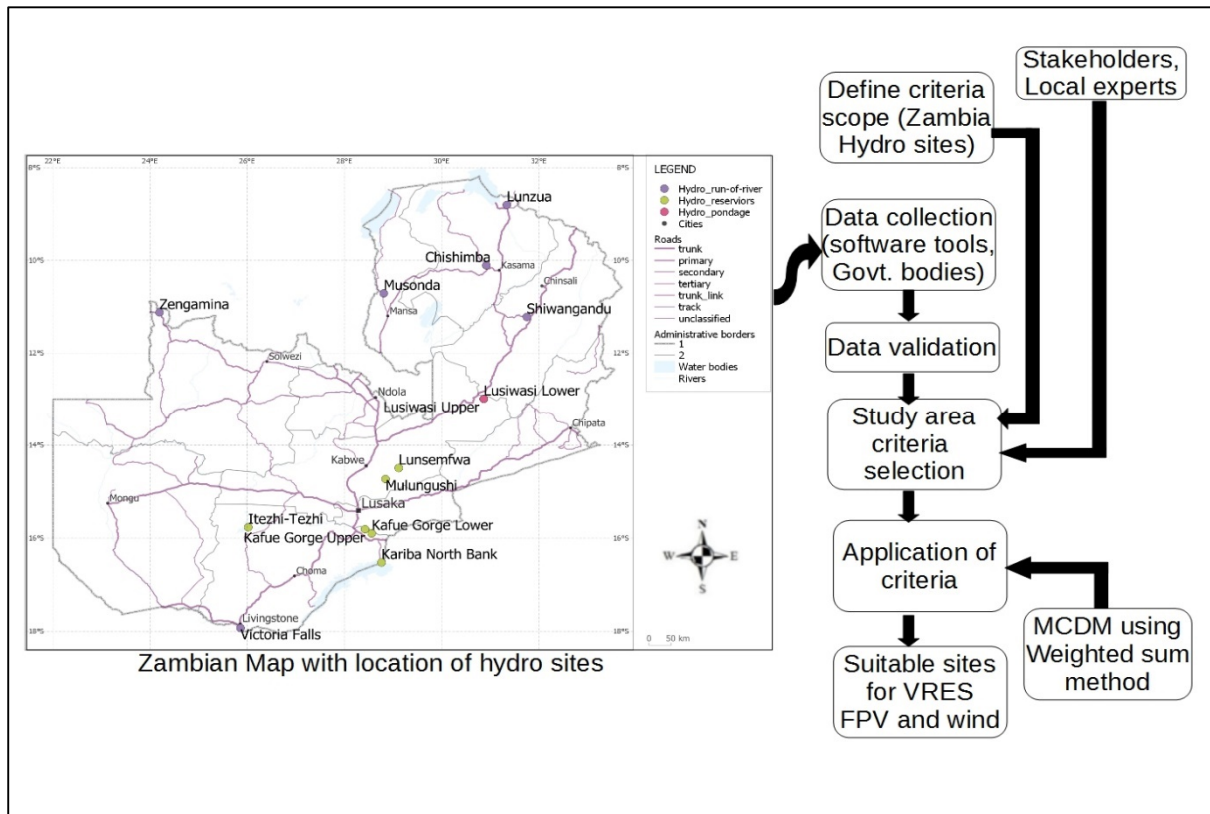 22°E 24°E 26°E 28°E 30°E 32°E
8°S
10°S
12°S
14°S
16°S
18°S
Lunzua
Chishimba
Kasama
Musonda
Mansa
Chinsali
Zengamina
Shiwangandu
Solwezi
Ndola
Lusiwasi Lower
Lusiwasi Upper
Chipata
Kabwe
Lunsemfwa
Mulungushi
Mongu
Lusaka
Itezhi-Tezhi
Kafue Gorge Lower
Kafue Gorge Upper
Kariba North Bank
Choma
Livingstone
Victoria Falls
LEGEND
Hydro_run-of-river
Hydro_reserviors
Hydro_pondage
Cities
Roads
trunk
primary
secondary
tertiary
trunk_link
track
unclassified
Administrative borders
1
2
Water bodies
Rivers
N
W E
S
0 50 km
Zambian Map with location of hydro sites
Stakeholders,
Local experts
Define criteria
scope (Zambia
Hydro sites)
Data collection
(software tools,
Govt. bodies)
Data validation
Study area
criteria
selection
Application of
criteria
MCDM using
Weighted sum
method
Suitable sites
for VRES
FPV and wind